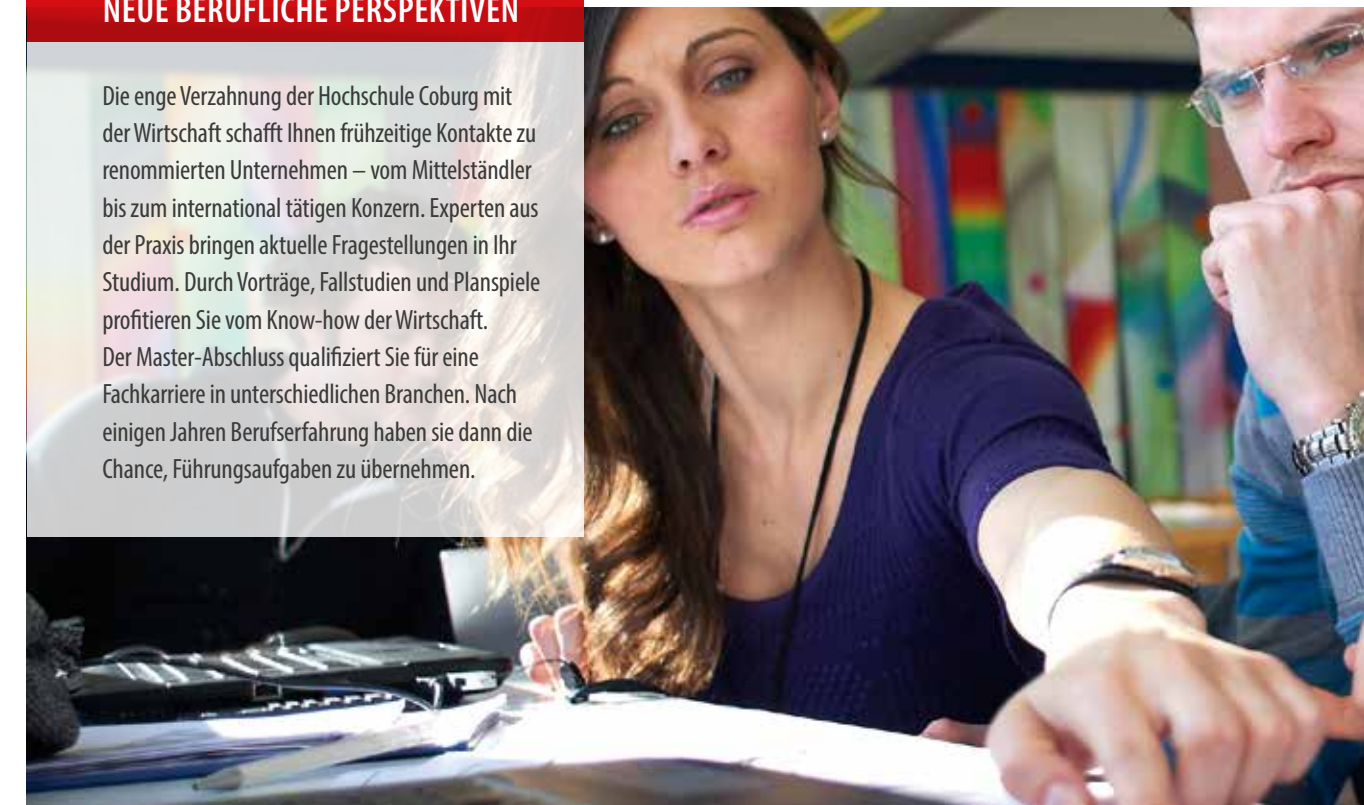 NEUE BERUFLICHE PERSPEKTIVEN
Die enge Verzahnung der Hochschule Coburg mit
der Wirtschaft schafft Ihnen frühzeitige Kontakte zu
renommierten Unternehmen – vom Mittelständler
bis zum international tätigen Konzern. Experten aus
der Praxis bringen aktuelle Fragestellungen in Ihr
Studium. Durch Vorträge, Fallstudien und Planspiele
profitieren Sie vom Know-how der Wirtschaft.
Der Master-Abschluss qualifiziert Sie für eine
Fachkarriere in unterschiedlichen Branchen. Nach
einigen Jahren Berufserfahrung haben sie dann die
Chance, Führungsaufgaben zu übernehmen.